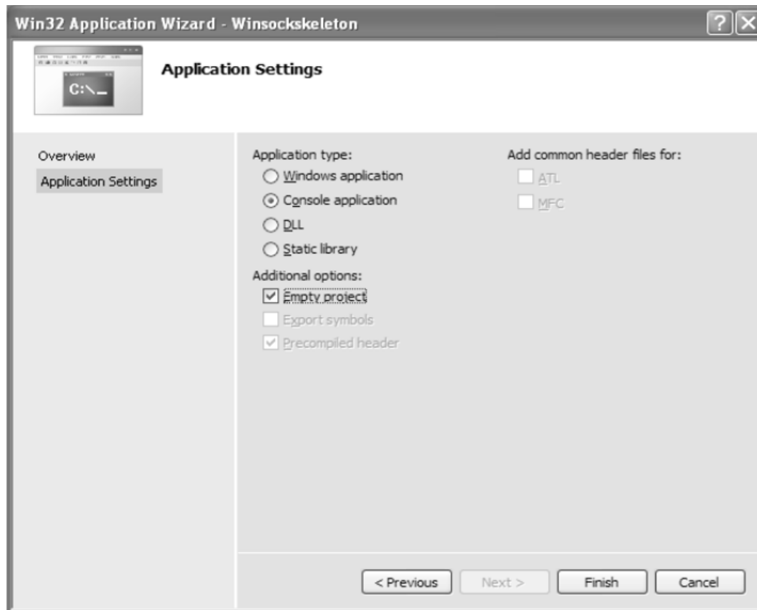 Win32 Application Wizard - Winsockskeleton
Application Settings
C:\_
Overview
Application Settings
Application type:
Windows application
Console application
DLL
Static library
Additional options:
Empty project
Export symbols
Precompiled header
Add common header files for:
ATL
MFC
< Previous
Next >
Finish
Cancel